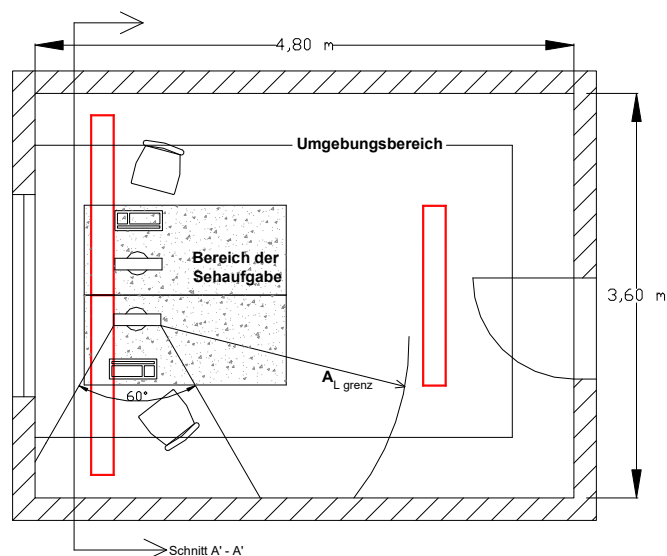 4,80 m
Umgebungsbereich
Bereich der
Sehaufgabe
3,60 m
A L grenz
60°
Schnitt A' - A'